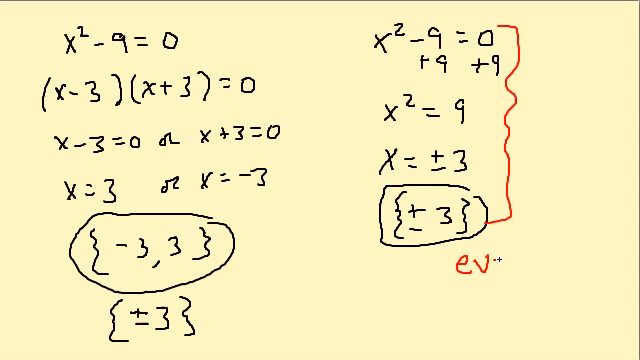 x² - 9 = 0
(x - 3)(x + 3) = 0
x - 3 = 0 or x + 3 = 0
x = 3 or x = -3
{-3, 3}
{±3}
x² - 9 = 0
+9 +9
x² = 9
x = ±3
{±3}
ev